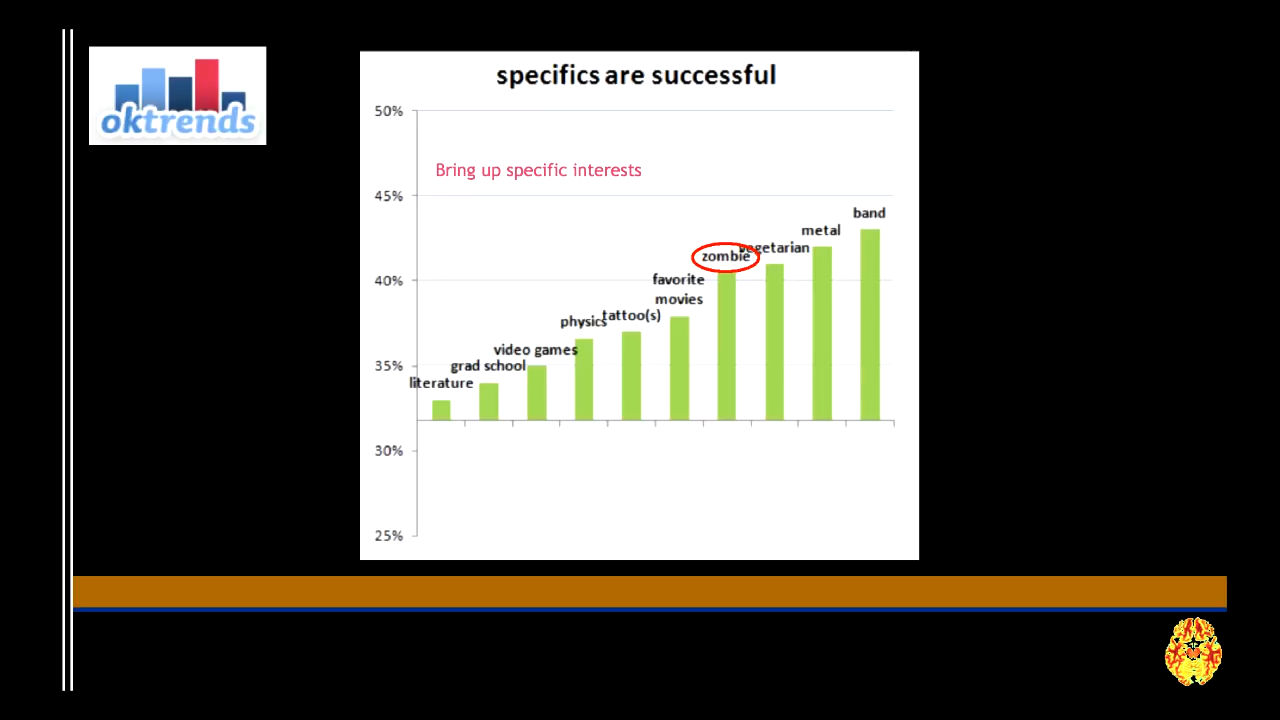 oktrends
specifics are successful
50%
Bring up specific interests
45%
band
metal
vegetarian
zombie
40%
favorite
movies
tattoo(s)
physics
video games
35%
grad school
literature
30%
25%